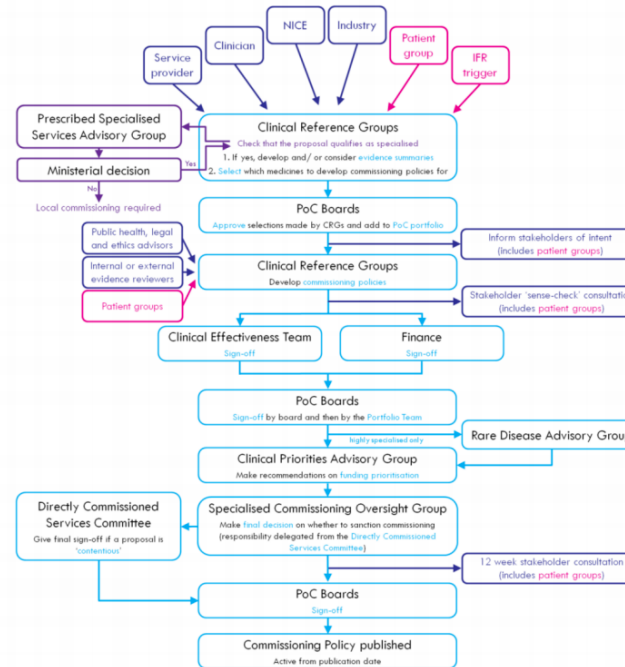 NICE
Industry
Clinician
Patient
group
Service
provider
IFR
trigger
Prescribed Specialised
Services Advisory Group
Ministerial decision
Yes
No
Local commissioning required
Clinical Reference Groups
Check that the proposal qualifies as specialised
1. If yes, develop and/ or consider evidence summaries
2. Select which medicines to develop commissioning policies for
PoC Boards
Approve selections made by CRGs and add to PoC portfolio
Public health, legal
and ethics advisors
Internal or external
evidence reviewers
Patient groups
Inform stakeholders of intent
(includes patient groups)
Clinical Reference Groups
Develop commissioning policies
Stakeholder 'sense-check' consultatio
(includes patient groups)
Clinical Effectiveness Team
Sign-off
Finance
Sign-off
PoC Boards
Sign-off by board and then by the Portfolio Team
highly specialised only
Rare Disease Advisory Group
Clinical Priorities Advisory Group
Make recommendations on funding prioritisation
Directly Commissioned
Services Committee
Give final sign-off if a proposal is
'contentious'
Specialised Commissioning Oversight Group
Make final decision on whether to sanction commissioning
(responsibility delegated from the Directly Commissioned
Services Committee)
12 week stakeholder consultation
(includes patient groups)
PoC Boards
Sign-off
Commissioning Policy published
Active from publication date